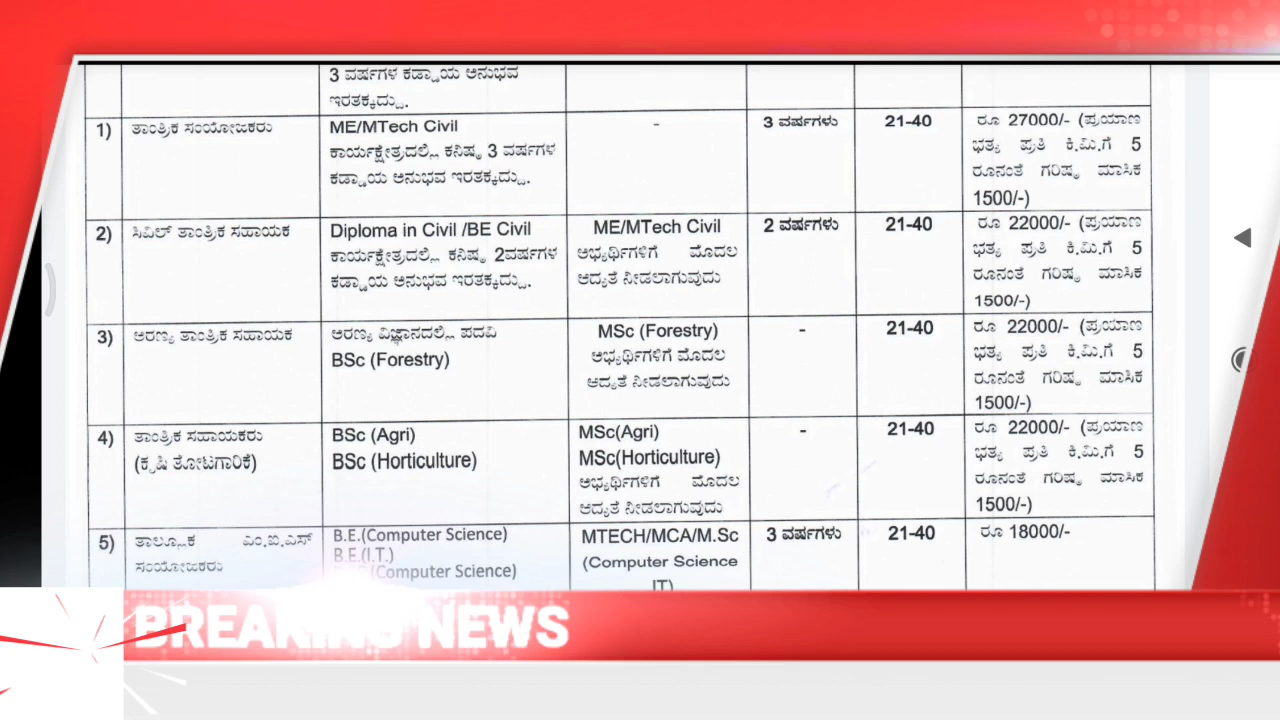 3 ವರ್ಷಗಳ ಕಡ್ಡಾಯ ಅನುಭವ
ಇರತಕ್ಕದ್ದು.
1)
ತಾಂತ್ರಿಕ ಸಂಯೋಜಕರು
ME/MTech Civil
ಕಾರ್ಯಕ್ಷೇತ್ರದಲ್ಲಿ ಕನಿಷ್ಠ 3 ವರ್ಷಗಳ
ಕಡ್ಡಾಯ ಅನುಭವ ಇರತಕ್ಕದ್ದು.
-
3 ವರ್ಷಗಳು
21-40
ರೂ 27000/- (ಪ್ರಯಾಣ
ಭತ್ಯ ಪ್ರತಿ ಕಿ.ಮಿ.ಗೆ 5
ರೂನಂತೆ ಗರಿಷ್ಠ ಮಾಸಿಕ
1500/-)
2)
ಸಿವಿಲ್ ತಾಂತ್ರಿಕ ಸಹಾಯಕ
Diploma in Civil /BE Civil
ಕಾರ್ಯಕ್ಷೇತ್ರದಲ್ಲಿ ಕನಿಷ್ಠ 2ವರ್ಷಗಳ
ಕಡ್ಡಾಯ ಅನುಭವ ಇರತಕ್ಕದ್ದು.
ME/MTech Civil
ಅಭ್ಯರ್ಥಿಗಳಿಗೆ ಮೊದಲ
ಆದ್ಯತೆ ನೀಡಲಾಗುವುದು
2 ವರ್ಷಗಳು
21-40
ರೂ 22000/- (ಪ್ರಯಾಣ
ಭತ್ಯ ಪ್ರತಿ ಕಿ.ಮಿ.ಗೆ 5
ರೂನಂತೆ ಗರಿಷ್ಠ ಮಾಸಿಕ
1500/-)
3)
ಅರಣ್ಯ ತಾಂತ್ರಿಕ ಸಹಾಯಕ
ಅರಣ್ಯ ವಿಜ್ಞಾನದಲ್ಲಿ ಪದವಿ
BSc (Forestry)
MSc (Forestry)
ಅಭ್ಯರ್ಥಿಗಳಿಗೆ ಮೊದಲ
ಆದ್ಯತೆ ನೀಡಲಾಗುವುದು
-
21-40
ರೂ 22000/- (ಪ್ರಯಾಣ
ಭತ್ಯ ಪ್ರತಿ ಕಿ.ಮಿ.ಗೆ 5
ರೂನಂತೆ ಗರಿಷ್ಠ ಮಾಸಿಕ
1500/-)
4)
ತಾಂತ್ರಿಕ ಸಹಾಯಕರು
(ಕೃಷಿ ತೋಟಗಾರಿಕೆ)
BSc (Agri)
BSc (Horticulture)
MSc(Agri)
MSc(Horticulture)
ಅಭ್ಯರ್ಥಿಗಳಿಗೆ ಮೊದಲ
ಆದ್ಯತೆ ನೀಡಲಾಗುವುದು
-
21-40
ರೂ 22000/- (ಪ್ರಯಾಣ
ಭತ್ಯ ಪ್ರತಿ ಕಿ.ಮಿ.ಗೆ 5
ರೂನಂತೆ ಗರಿಷ್ಠ ಮಾಸಿಕ
1500/-)
5)
ತಾಲ್ಲೂಕ ಎಂ.ಐ.ಎಸ್
ಸಂಯೋಜಕರು
B.E.(Computer Science)
B.E.(I.T.)
(Computer Science)
MTECH/MCA/M.Sc
(Computer Science
IT)
3 ವರ್ಷಗಳು
21-40
ರೂ 18000/-
BREAKING NEWS